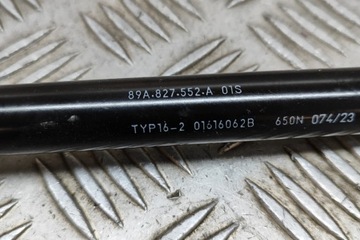 89A.827.552.A 01S
TYP16-2 01616062B 650N 074/23